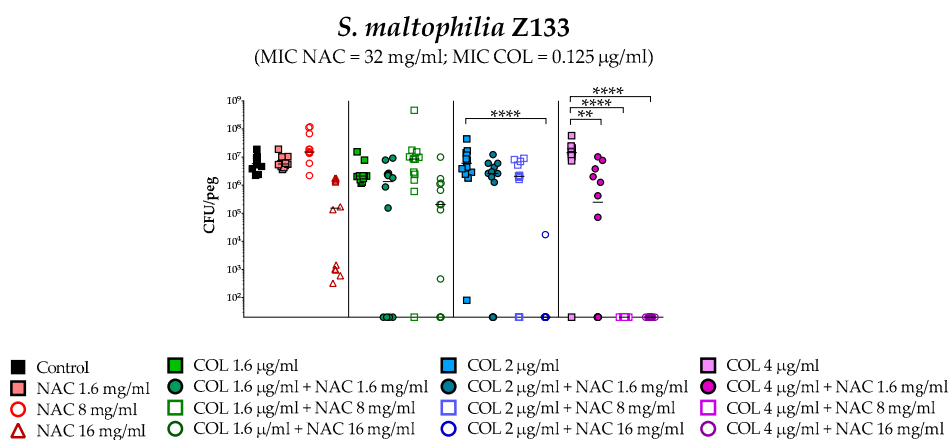 S. maltophilia Z133
(MIC NAC = 32 mg/ml; MIC COL = 0.125 µg/ml)
****
****
****
**
CFU/peg
10⁹
10⁸
10⁷
10⁶
10⁵
10⁴
10³
10²
Control
NAC 1.6 mg/ml
NAC 8 mg/ml
NAC 16 mg/ml
COL 1.6 µg/ml
COL 1.6 µg/ml + NAC 1.6 mg/ml
COL 1.6 µg/ml + NAC 8 mg/ml
COL 1.6 µ/ml + NAC 16 mg/ml
COL 2 µg/ml
COL 2 µg/ml + NAC 1.6 mg/ml
COL 2 µg/ml + NAC 8 mg/ml
COL 2 µg/ml + NAC 16 mg/ml
COL 4 µg/ml
COL 4 µg/ml + NAC 1.6 mg/ml
COL 4 µg/ml + NAC 8 mg/ml
COL 4 µg/ml + NAC 16 mg/ml